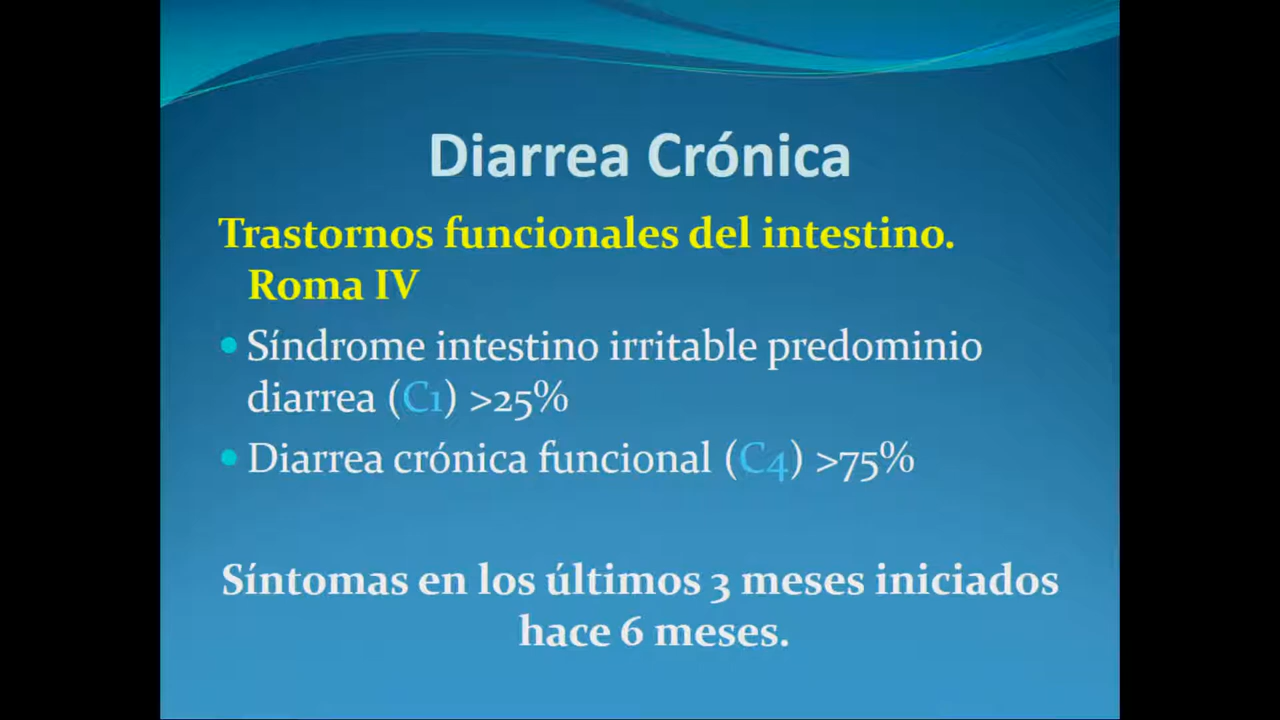 Diarrea Crónica
Trastornos funcionales del intestino.
Roma IV
• Síndrome intestino irritable predominio
diarrea (C1) >25%
• Diarrea crónica funcional (C4) >75%
Síntomas en los últimos 3 meses iniciados
hace 6 meses.